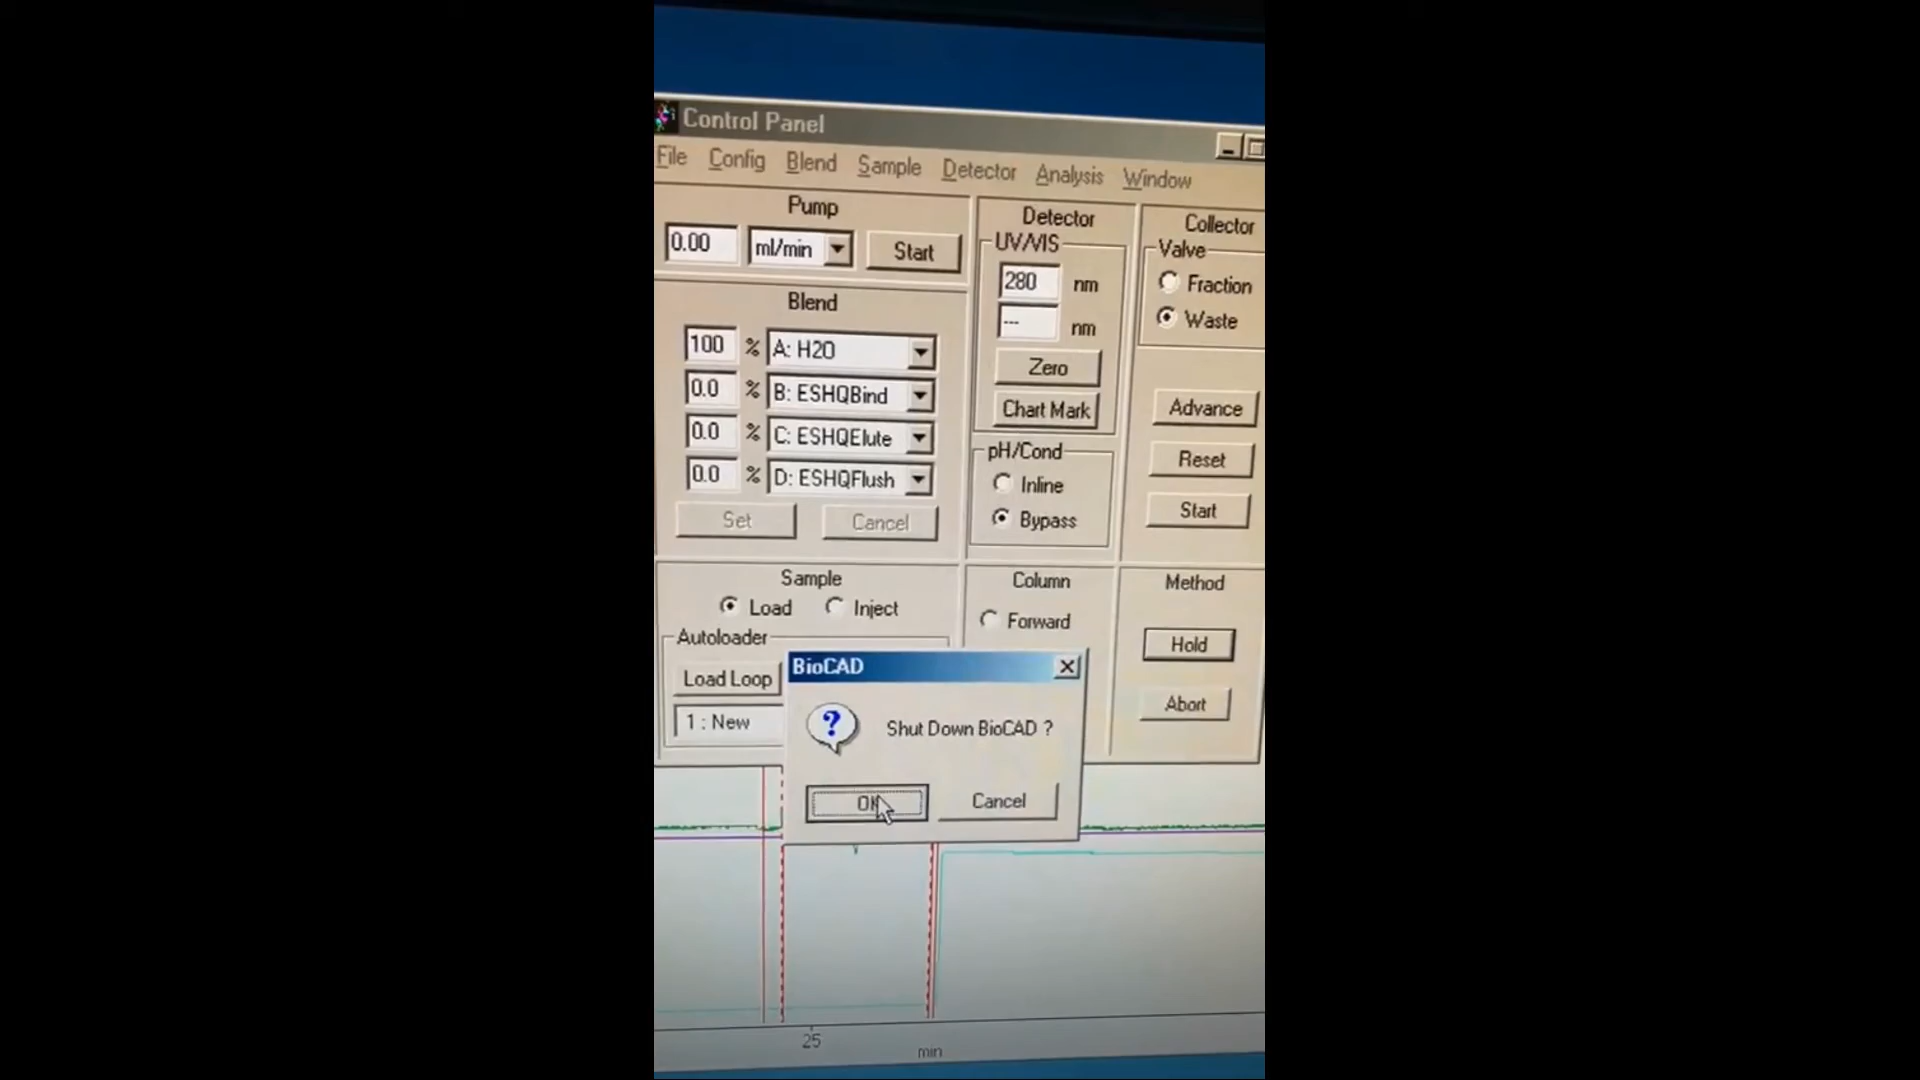 Control Panel
File Config Blend Sample Detector Analysis Window
Pump
0.00 ml/min Start
Blend
100 % A: H2O
0.0 % B: ESHQBind
0.0 % C: ESHQElute
0.0 % D: ESHQFlush
Set Cancel
Detector
UV/VIS
280 nm
--- nm
Zero
Chart Mark
pH/Cond
Inline
Bypass
Collector
Valve
Fraction
Waste
Advance
Reset
Start
Sample
Load Inject
Autoloader
Load Loop
1 : New
Column
Forward
Method
Hold
Abort
BioCAD
? Shut Down BioCAD ?
OK Cancel
25
min